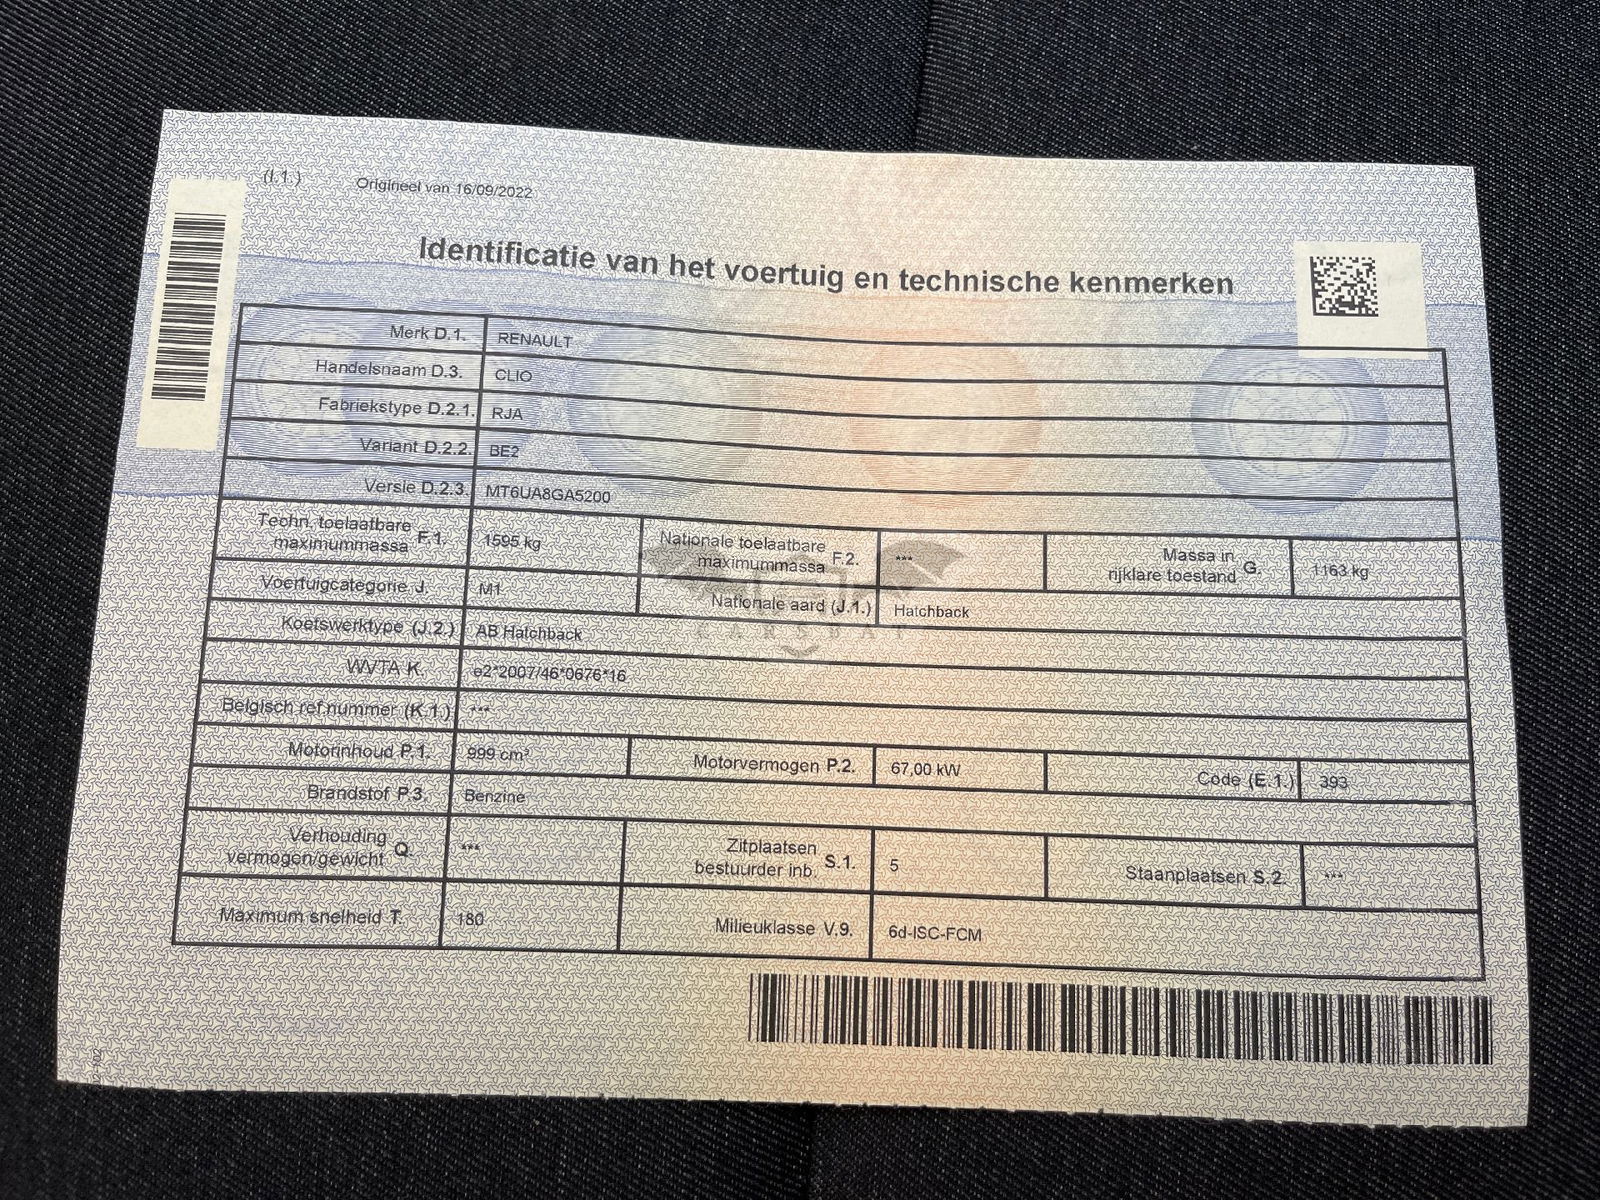 (I.1.) Origineel van 16/09/2022
Identificatie van het voertuig en technische kenmerken
Merk D.1. RENAULT
Handelsnaam D.3. CLIO
Fabriekstype D.2.1. RJA
Variant D.2.2. BE2
Versie D.2.3. MT6UA8GA5200
Techn. toelaatbare
maximummassa F.1. 1595 kg
Nationale toelaatbare
maximummassa F.2. ***
Massa in
rijklare toestand G. 1163 kg
Voertuigcategorie J. M1 Nationale aard (J.1.) Hatchback
Koetswerktype (J.2.) AB Hatchback
WVTA K. e2*2007/46*0676*16
Belgisch ref.nummer (K.1.) ***
Motorinhoud P.1. 999 cm³ Motorvermogen P.2. 67,00 kW Code (E.1.) 393
Brandstof P.3. Benzine
Verhouding
vermogen/gewicht Q. ***
Zitplaatsen
bestuurder inb. S.1. 5
Staanplaatsen S.2. ***
Maximum snelheid T. 180 Milieuklasse V.9. 6d-ISC-FCM
CARSBAT